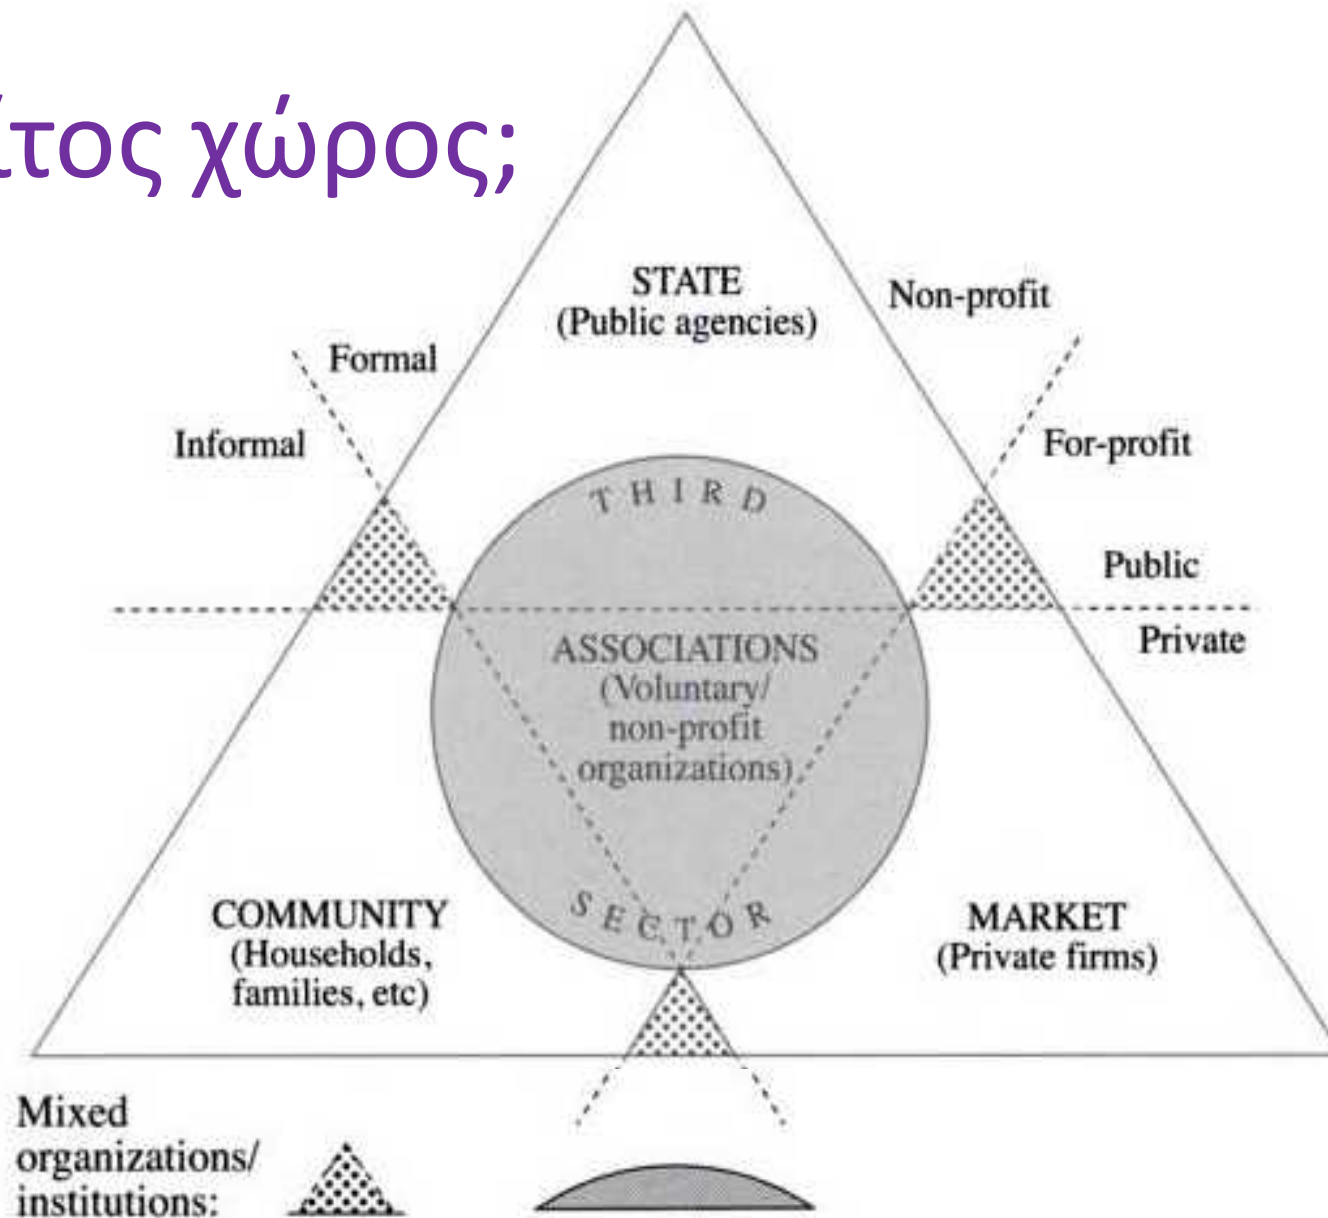 χώρος;
STATE
(Public agencies)
Non-profit
Formal
Informal
For-profit
THIRD
Public
Private
ASSOCIATIONS
(Voluntary/
non-profit
organizations)
SECTOR
COMMUNITY
(Households,
families, etc)
MARKET
(Private firms)
Mixed
organizations/
institutions: